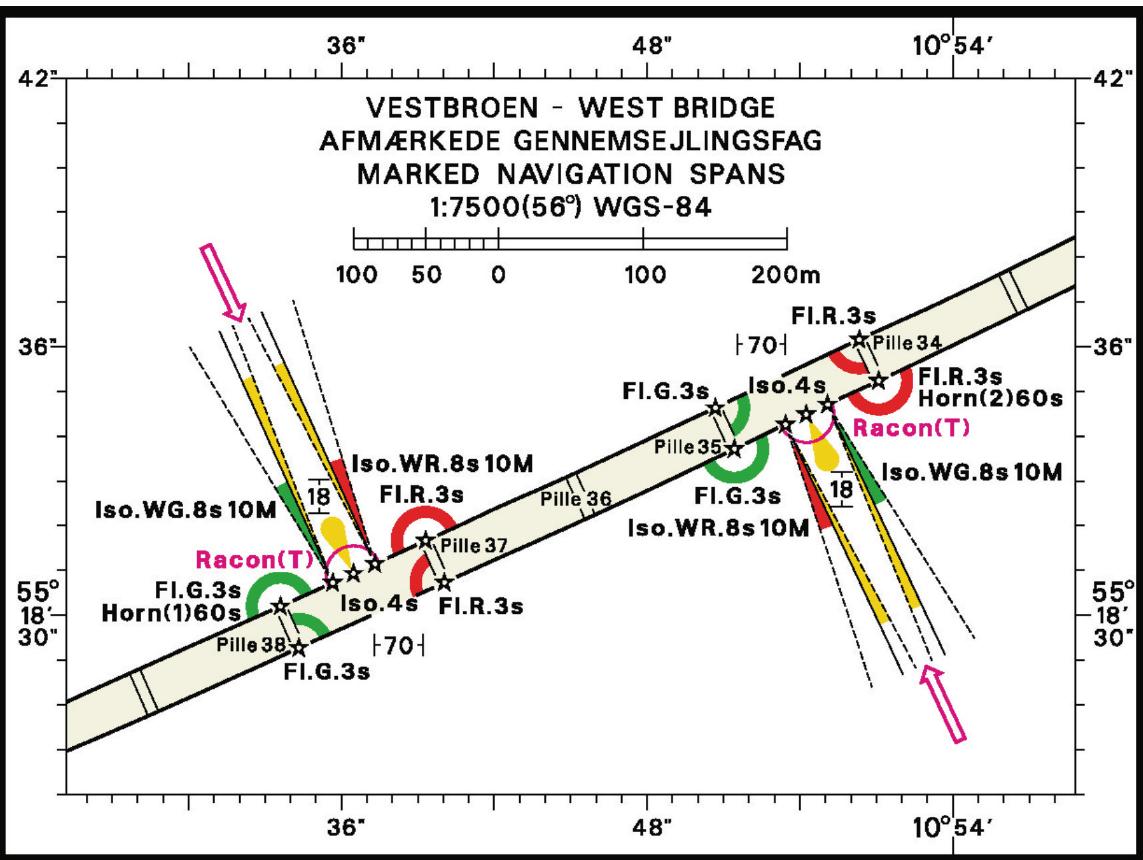 36" 48" 10°54'
42" 42"
VESTBROEN - WEST BRIDGE
AFMÆRKEDE GENNEMSEJLINGSFAG
MARKED NAVIGATION SPANS
1:7500(56°) WGS-84
100 50 0 100 200m
Fl.R.3s
36" 36"
70
Pille 34
Fl.R.3s
Horn(2)60s
Fl.G.3s
Iso.4s
Racon(T)
Pille 35
Iso.WR.8s 10M
Iso.WG.8s 10M
18
18
Fl.R.3s
Pille 36
Fl.G.3s
Iso.WG.8s 10M
Iso.WR.8s 10M
Pille 37
Racon(T)
Fl.G.3s
Horn(1)60s
Iso.4s
Fl.R.3s
55°
18'
30"
55°
18'
30"
Pille 38
70
Fl.G.3s
36" 48" 10°54'